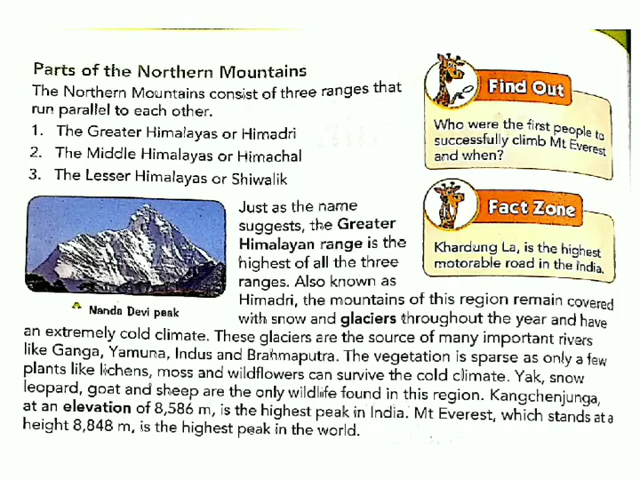 Parts of the Northern Mountains
The Northern Mountains consist of three ranges that
run parallel to each other.
1. The Greater Himalayas or Himadri
2. The Middle Himalayas or Himachal
3. The Lesser Himalayas or Shiwalik
Find Out
Who were the first people to
successfully climb Mt Everest
and when?
Fact Zone
Khardung La, is the highest
motorable road in the India.
Just as the name
suggests, the Greater
Himalayan range is the
highest of all the three
ranges. Also known as
Himadri, the mountains of this region remain covered
with snow and glaciers throughout the year and have
Nanda Devi peak
an extremely cold climate. These glaciers are the source of many important rivers
like Ganga, Yamuna, Indus and Brahmaputra. The vegetation is sparse as only a few
plants like lichens, moss and wildflowers can survive the cold climate. Yak, snow
leopard, goat and sheep are the only wildlife found in this region. Kangchenjunga,
at an elevation of 8,586 m, is the highest peak in India. Mt Everest, which stands at a
height 8,848 m, is the highest peak in the world.